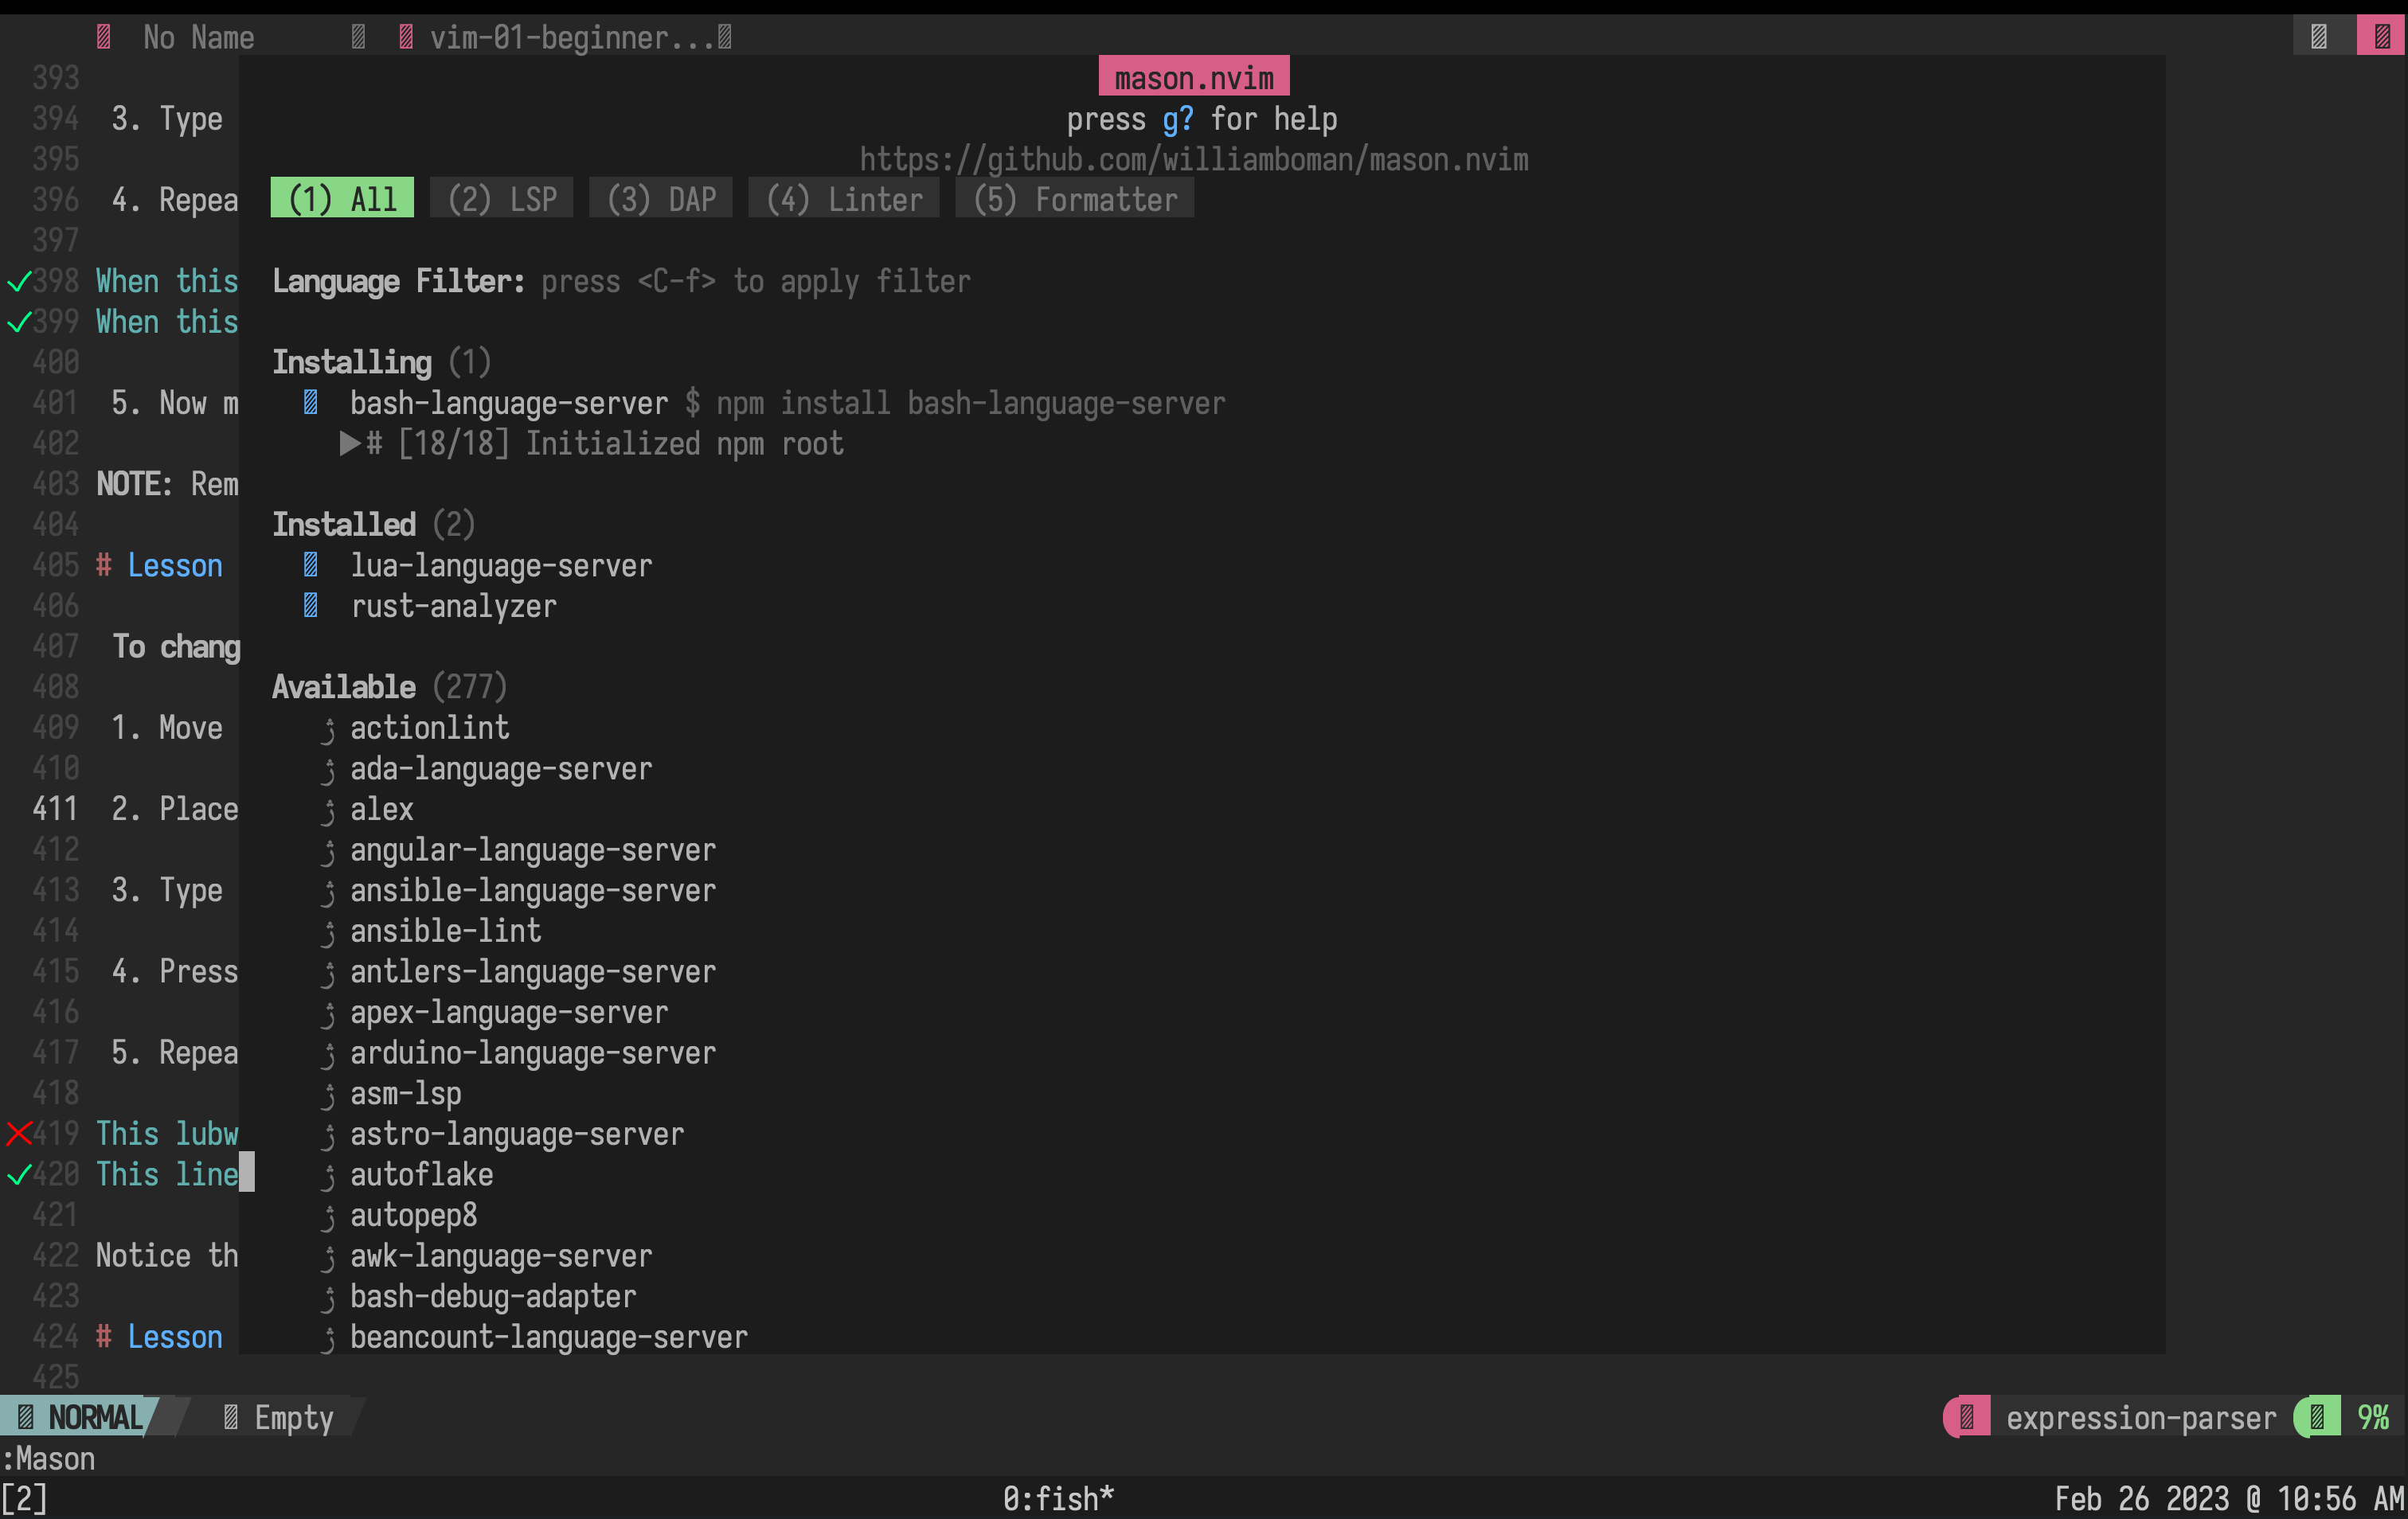 No Name vim-01-beginner...
393
mason.nvim
394 3. Type
press g? for help
395
https://github.com/williamboman/mason.nvim
396 4. Repea
(1) All (2) LSP (3) DAP (4) Linter (5) Formatter
397
398 When this
Language Filter: press <C-f> to apply filter
399 When this
400
Installing (1)
401 5. Now m
bash-language-server $ npm install bash-language-server
402
▶# [18/18] Initialized npm root
403 NOTE: Rem
404
Installed (2)
405 # Lesson
lua-language-server
406
rust-analyzer
407 To chang
408
Available (277)
409 1. Move
ژ actionlint
410
ژ ada-language-server
411 2. Place
ژ alex
412
ژ angular-language-server
413 3. Type
ژ ansible-language-server
414
ژ ansible-lint
415 4. Press
ژ antlers-language-server
416
ژ apex-language-server
417 5. Repea
ژ arduino-language-server
418
ژ asm-lsp
419 This lubw
ژ astro-language-server
420 This line
ژ autoflake
421
ژ autopep8
422 Notice th
ژ awk-language-server
423
ژ bash-debug-adapter
424 # Lesson
ژ beancount-language-server
425
NORMAL Empty expression-parser 9%
:Mason
[2] 0:fish* Feb 26 2023 @ 10:56 AM